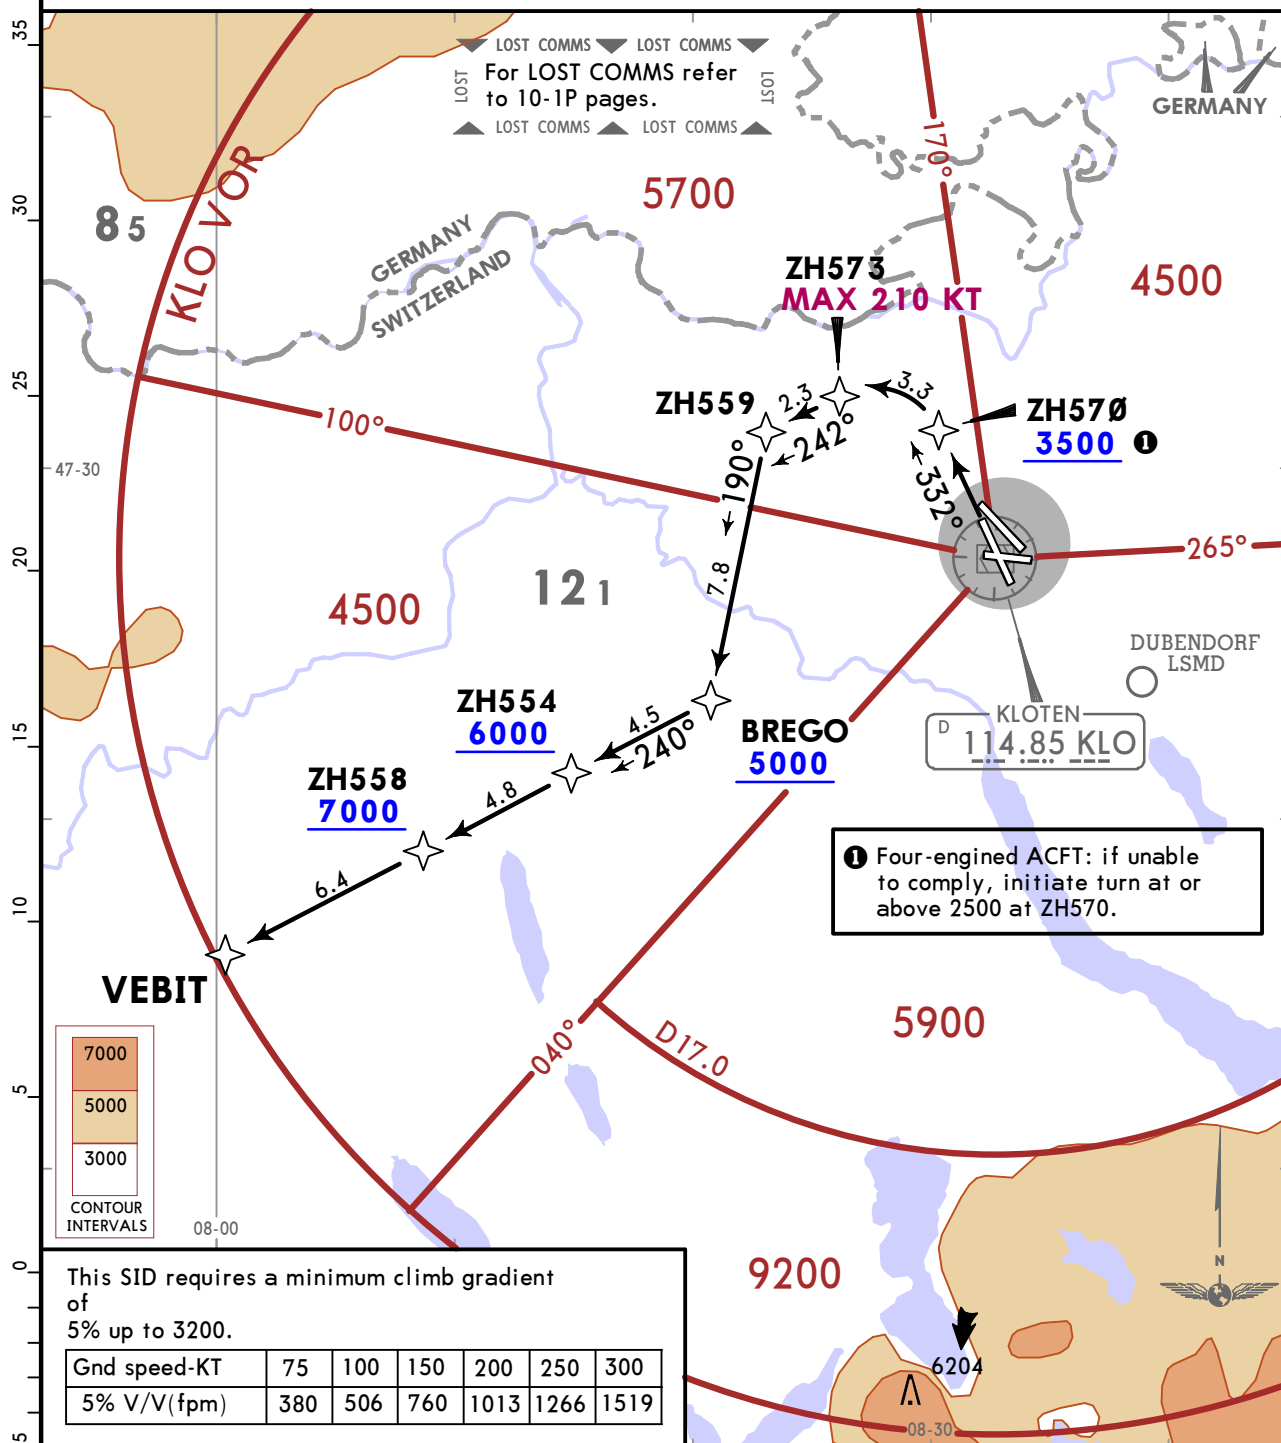 LOST COMMS LOST COMMS
LOST
For LOST COMMS refer
to 10-1P pages.
LOST
LOST COMMS LOST COMMS
GERMANY
35
30
25
20
15
10
5
0
5
KLO VOR
8 5
5700
170°
GERMANY
SWITZERLAND
ZH573
MAX 210 KT
4500
3.3
2.3
242°
ZH559
ZH570
3500 1
100°
190°
332°
47-30
265°
7.8
12 1
4500
DUBENDORF
LSMD
ZH554
6000
4.5
240°
BREGO
5000
KLOTEN
D 114.85 KLO
ZH558
7000
4.8
6.4
1 Four-engined ACFT: if unable
to comply, initiate turn at or
above 2500 at ZH570.
VEBIT
5900
040°
D17.0
7000
5000
3000
CONTOUR
INTERVALS
08-00
9200
N
6204
08-30
This SID requires a minimum climb gradient
of
5% up to 3200.
Gnd speed-KT 75 100 150 200 250 300
5% V/V(fpm) 380 506 760 1013 1266 1519